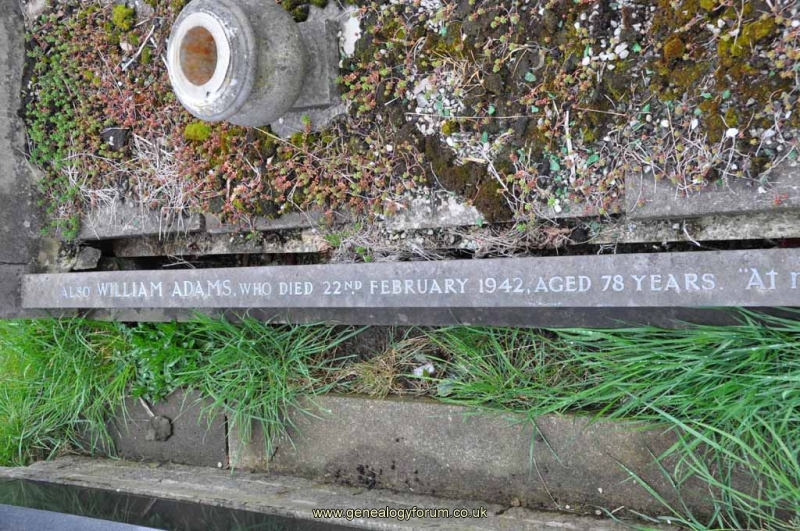 ALSO WILLIAM ADAMS, WHO DIED 22ND FEBRUARY 1942, AGED 78 YEARS. "AT
www.genealogyforum.co.uk